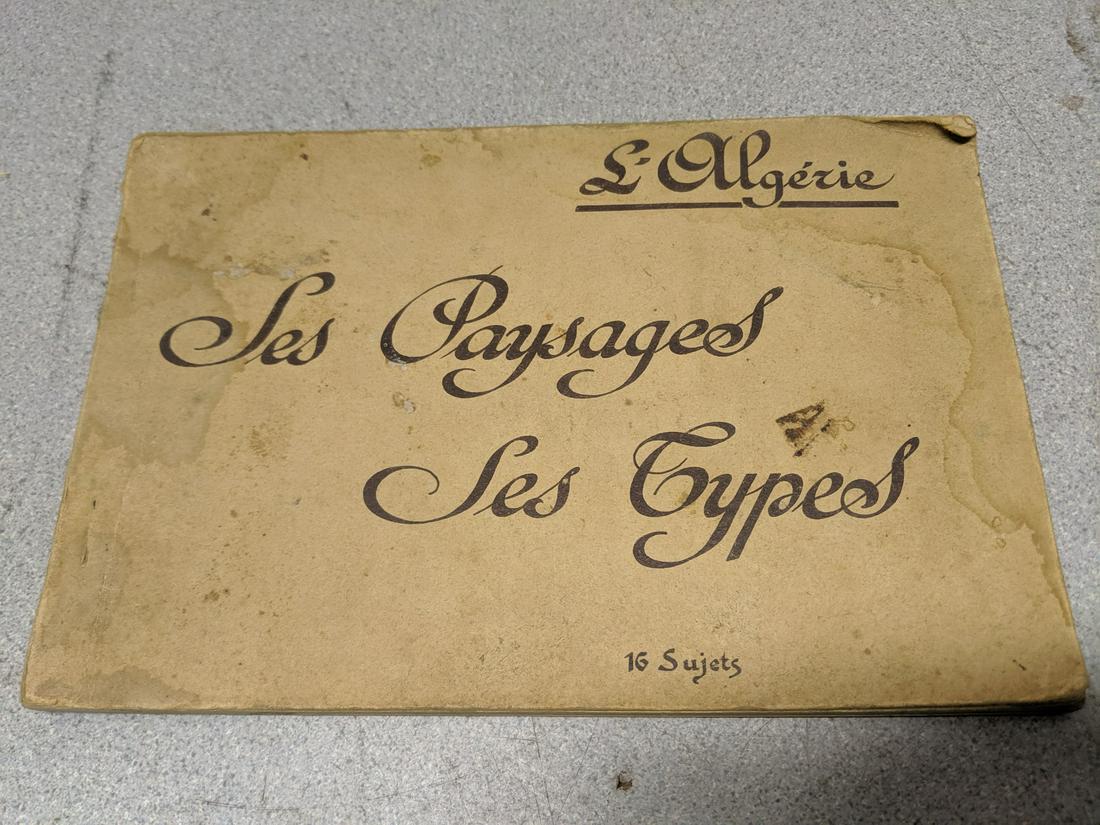 L'Algérie
Ses Paysages
Ses Types
16 Sujets